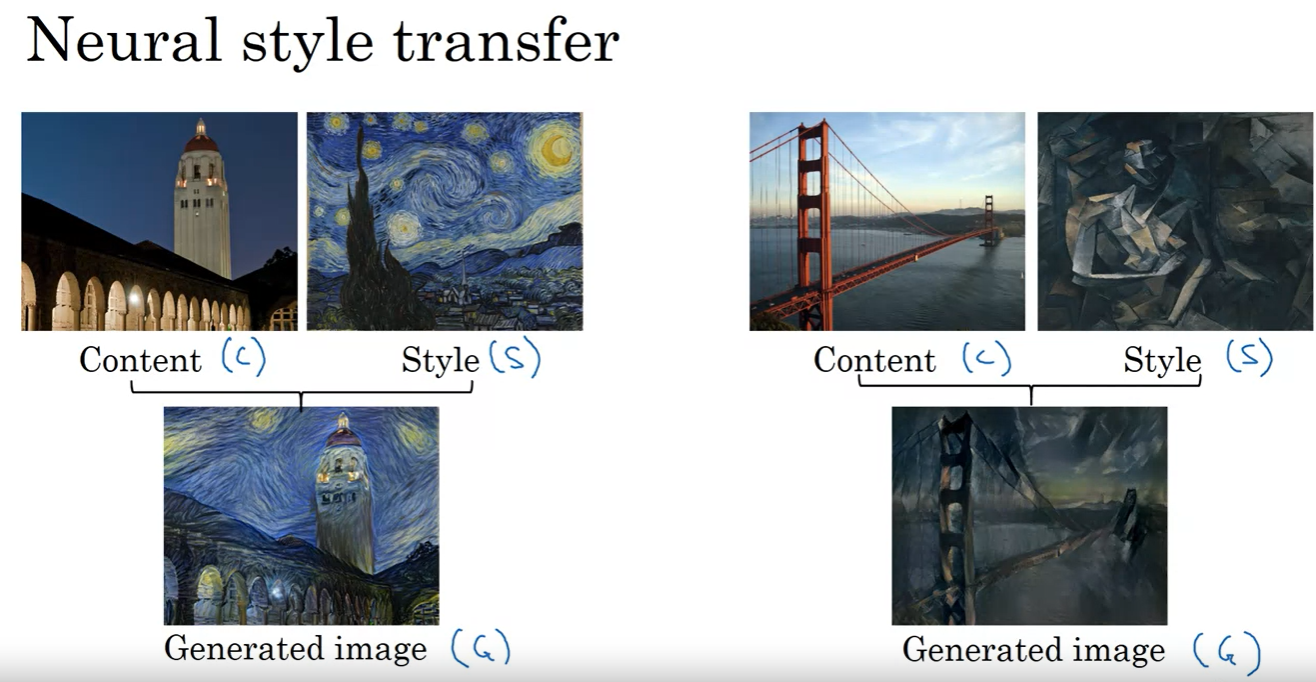 Neural style transfer
Content (C) Style (S)
Generated image (G)
Content (C) Style (S)
Generated image (G)